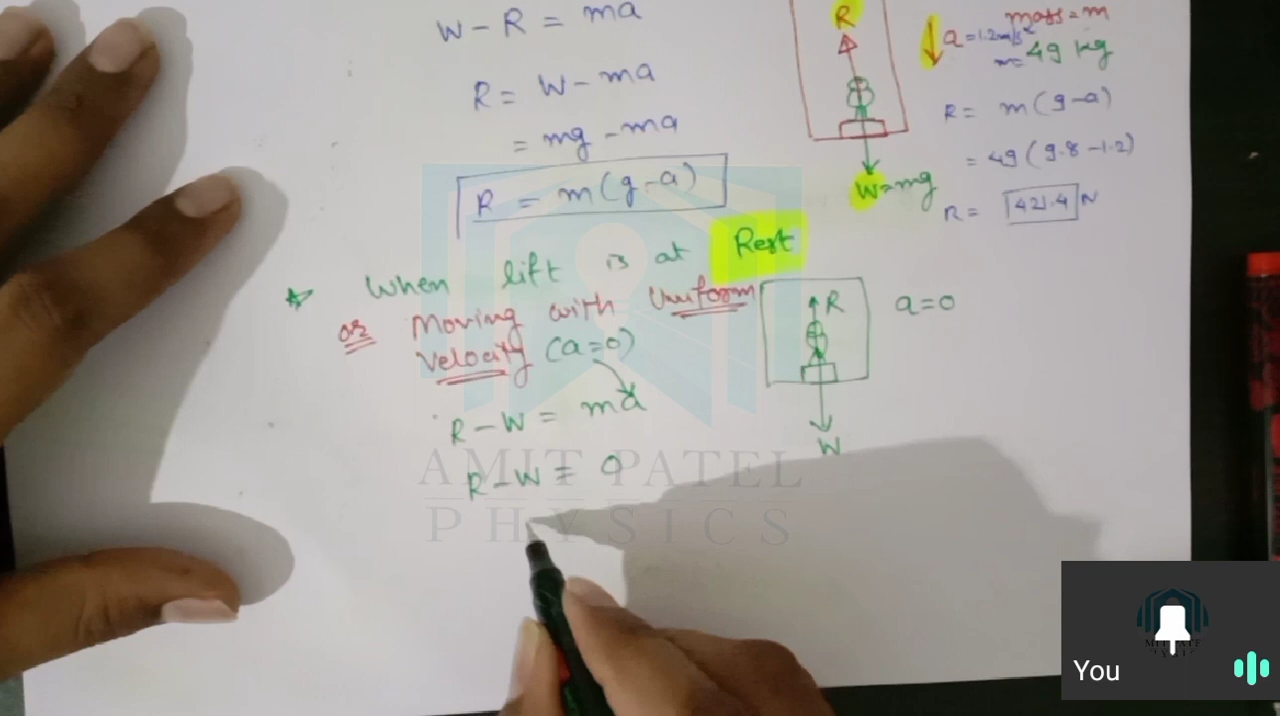 W - R = ma
R = W - ma
= mg - ma
R = m(g-a)
R
W=mg
mass = m
a = 1.2 m/s²
m= 49 kg
R = m(g-a)
= 49(9.8-1.2)
R = 421.4 N
When lift is at Rest
or Moving with Uniform
Velocity (a=0)
R - W = ma
R - W = 0
R
W
a=0
AMIT PATEL
PHYSICS
You